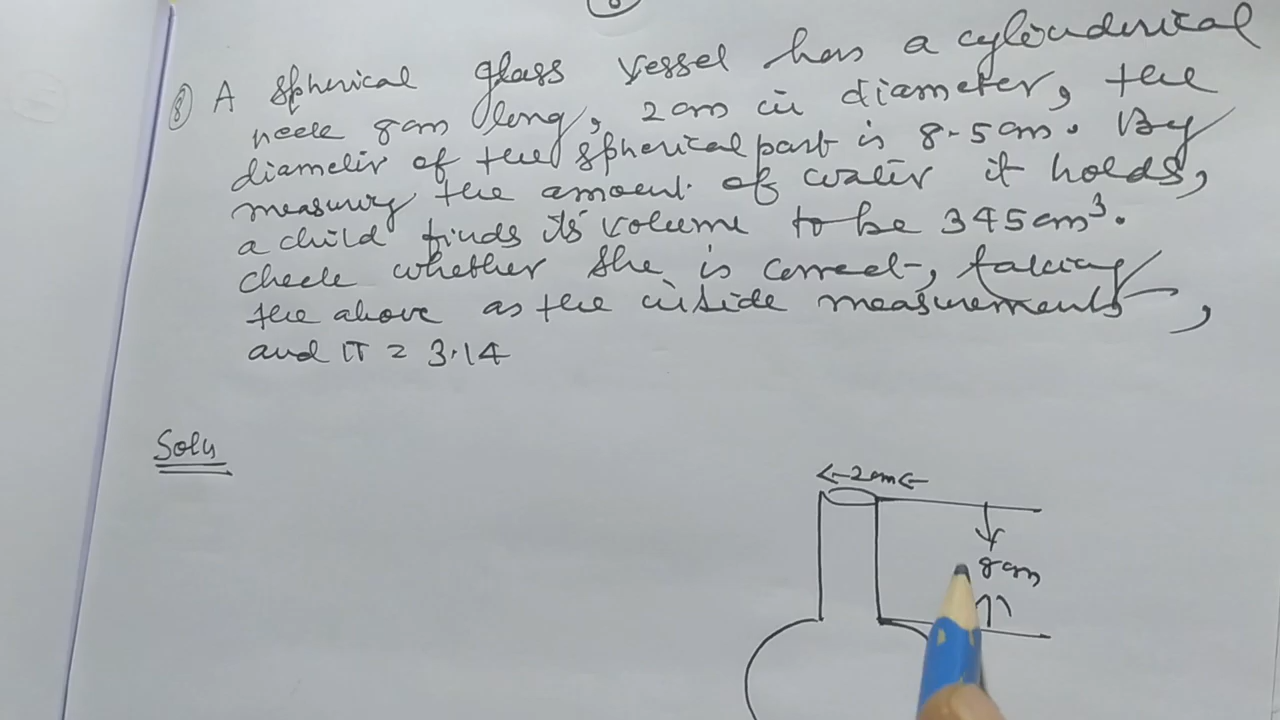 ⑧ A spherical glass vessel has a cylinderical
neck 8cm long, 2cm in diameter, the
diameter of the spherical part is 8.5cm. By
measuring the amount of water it holds,
a child finds its volume to be 345cm³.
check whether she is correct, taking
the above as the inside measurements,
and π = 3.14
Soln
←2cm←
8cm